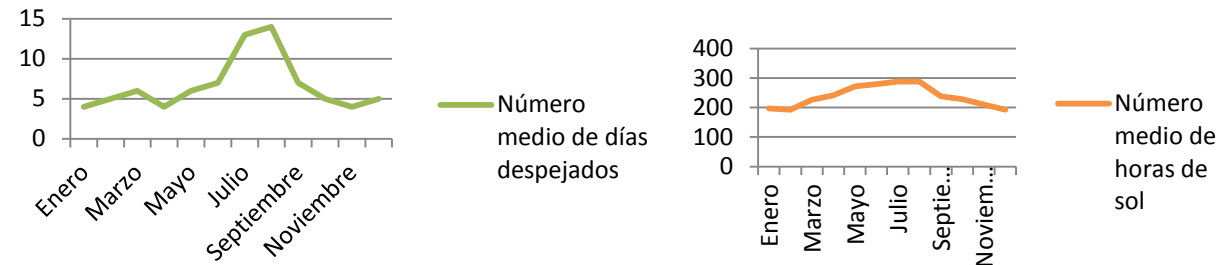 15
10
5
0
Enero
Marzo
Mayo
Julio
Septiembre
Noviembre
Número
medio de días
despejados
400
300
200
100
0
Enero
Marzo
Mayo
Julio
Septie...
Noviem...
Número
medio de
horas de
sol